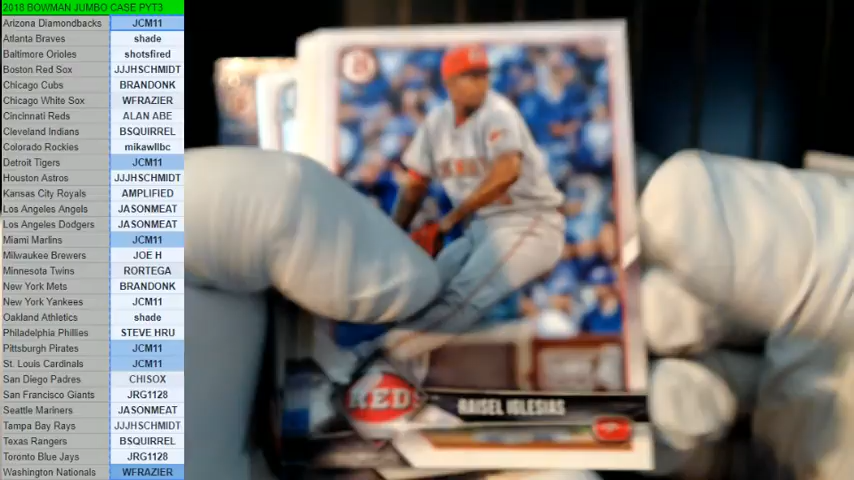 2018 BOWMAN JUMBO CASE PYT3
Arizona Diamondbacks JCM11
Atlanta Braves shade
Baltimore Orioles shotsfired
Boston Red Sox JJJHSCHMIDT
Chicago Cubs BRANDONK
Chicago White Sox WFRAZIER
Cincinnati Reds ALAN ABE
Cleveland Indians BSQUIRREL
Colorado Rockies mikawllbc
Detroit Tigers JCM11
Houston Astros JJJHSCHMIDT
Kansas City Royals AMPLIFIED
Los Angeles Angels JASONMEAT
Los Angeles Dodgers JASONMEAT
Miami Marlins JCM11
Milwaukee Brewers JOE H
Minnesota Twins RORTEGA
New York Mets BRANDONK
New York Yankees JCM11
Oakland Athletics shade
Philadelphia Phillies STEVE HRU
Pittsburgh Pirates JCM11
St. Louis Cardinals JCM11
San Diego Padres CHISOX
San Francisco Giants JRG1128
Seattle Mariners JASONMEAT
Tampa Bay Rays JJJHSCHMIDT
Texas Rangers BSQUIRREL
Toronto Blue Jays JRG1128
Washington Nationals WFRAZIER
REDS
RAISEL IGLESIAS